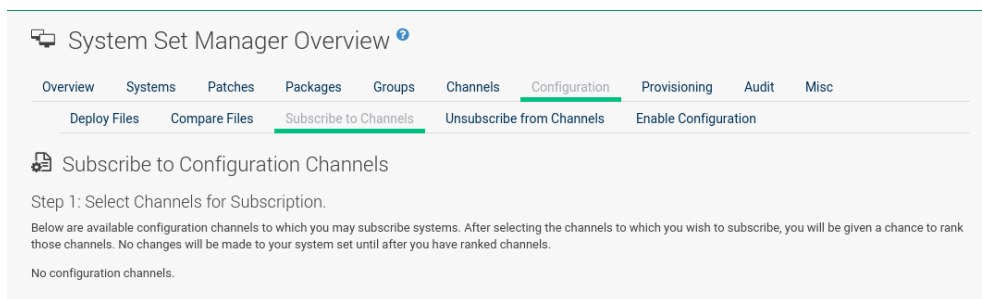 System Set Manager Overview ?
Overview Systems Patches Packages Groups Channels Configuration Provisioning Audit Misc
Deploy Files Compare Files Subscribe to Channels Unsubscribe from Channels Enable Configuration
Subscribe to Configuration Channels
Step 1: Select Channels for Subscription.
Below are available configuration channels to which you may subscribe systems. After selecting the channels to which you wish to subscribe, you will be given a chance to rank
those channels. No changes will be made to your system set until after you have ranked channels.
No configuration channels.